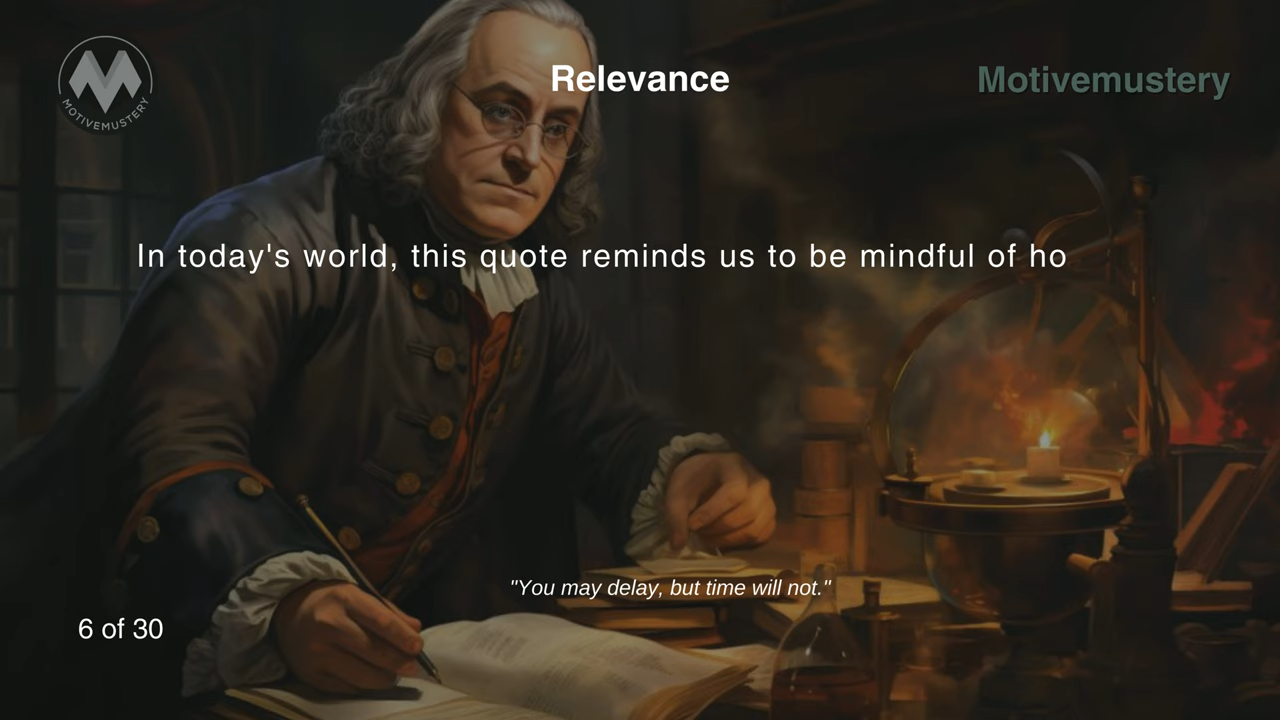 MOTIVEMUSTERY
Relevance
Motivemustery
In today's world, this quote reminds us to be mindful of ho
"You may delay, but time will not."
6 of 30